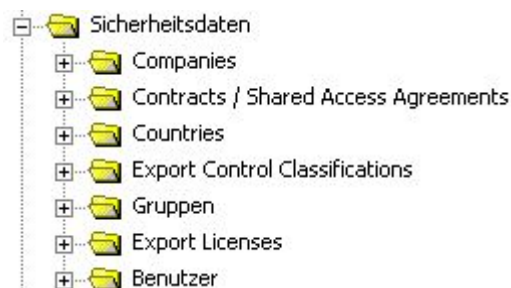 Sicherheitsdaten
Companies
Contracts / Shared Access Agreements
Countries
Export Control Classifications
Gruppen
Export Licenses
Benutzer